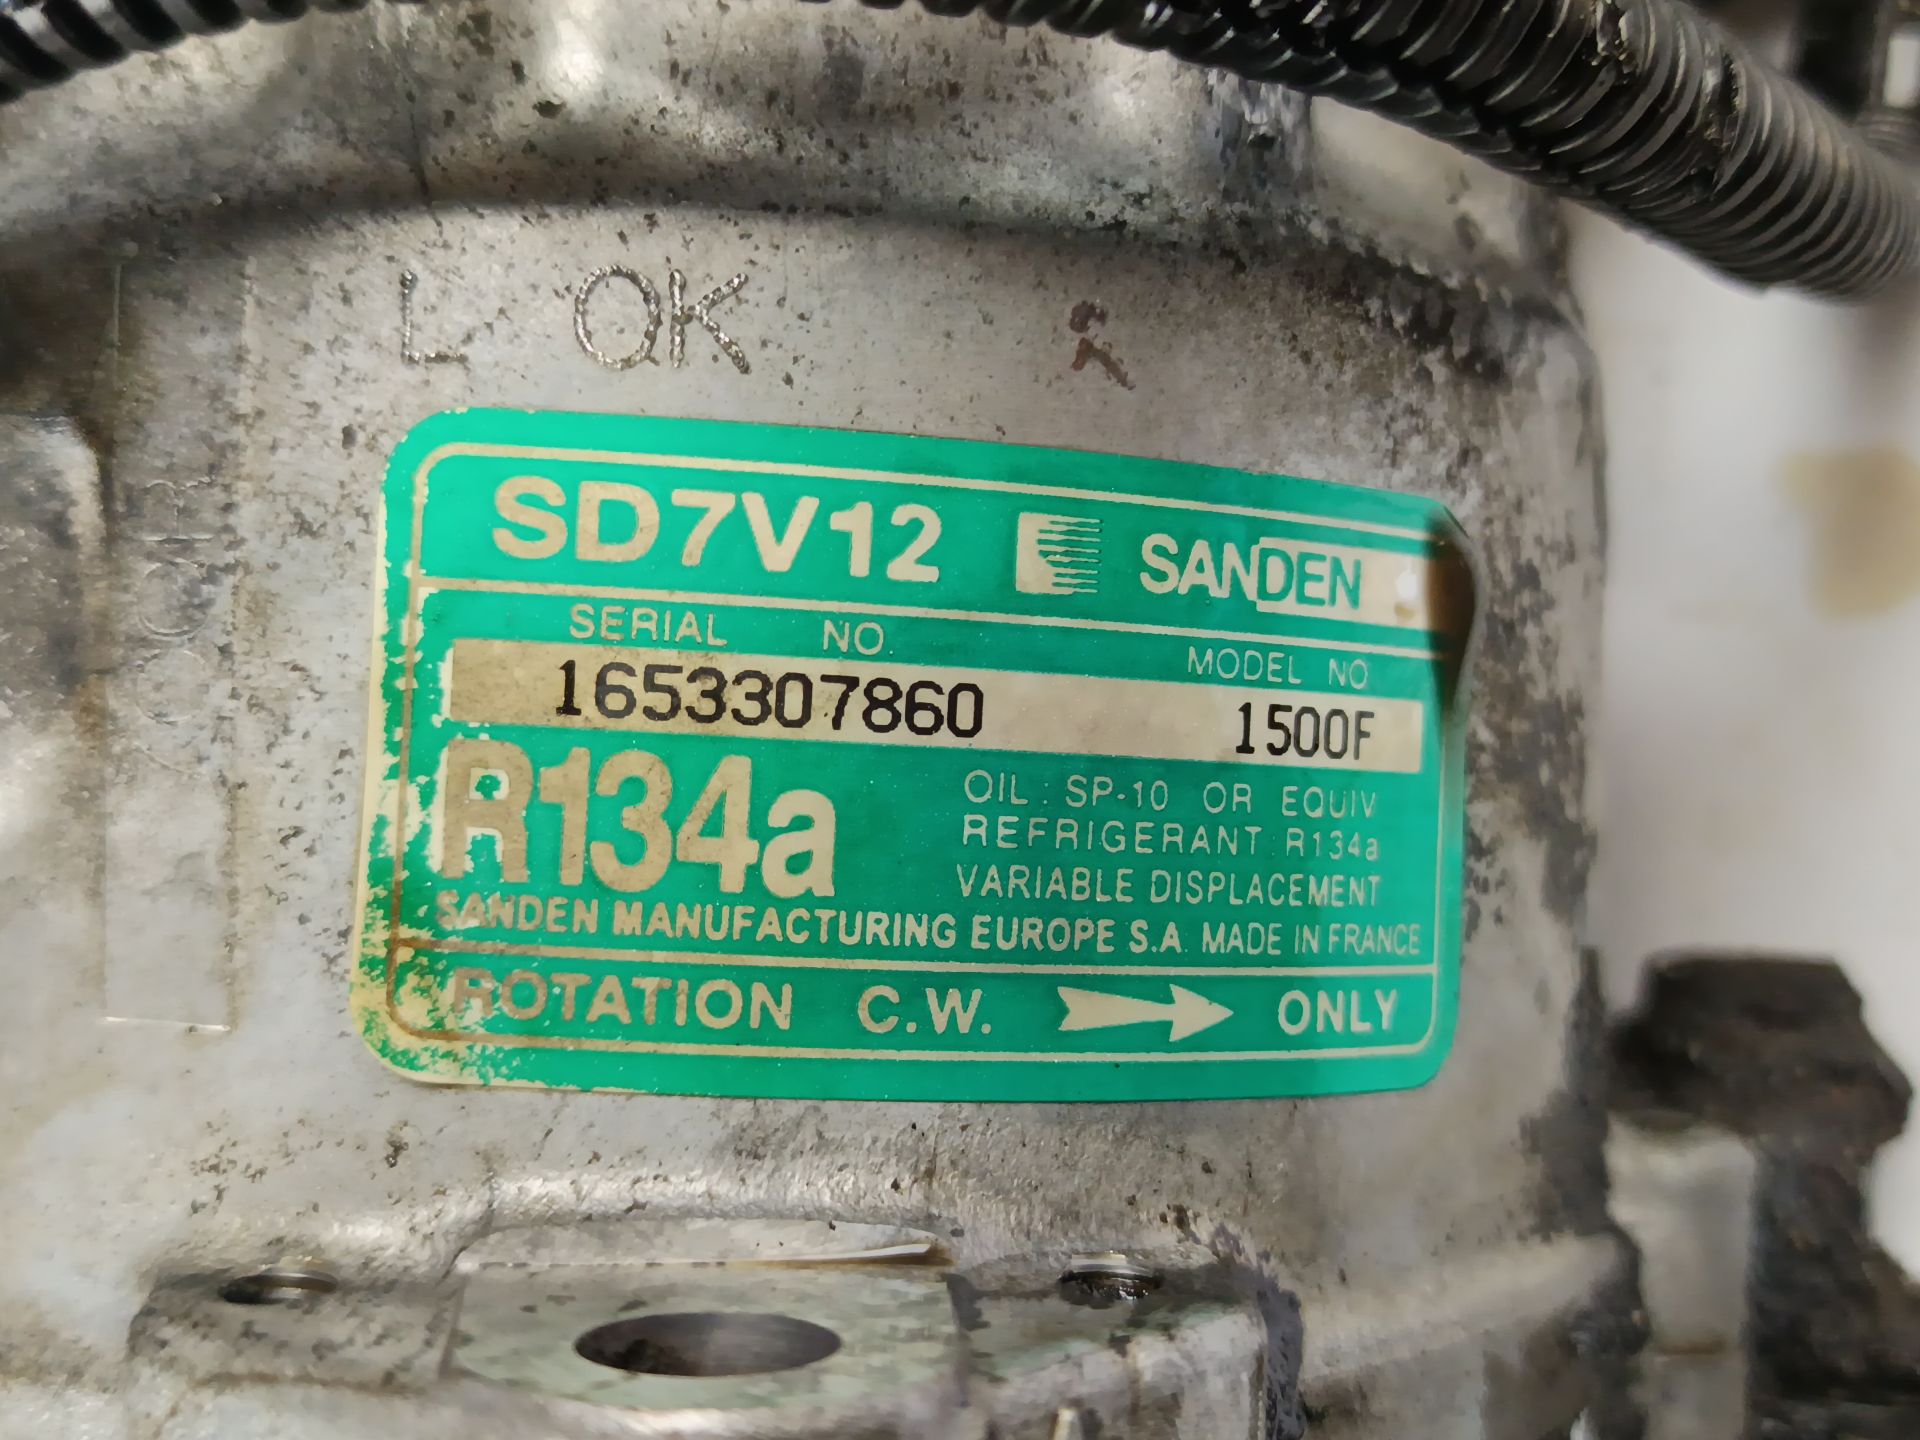 L OK
SD7V12 SANDEN
SERIAL NO. MODEL NO
1653307860 1500F
R134a
OIL : SP-10 OR EQUIV
REFRIGERANT : R134a
VARIABLE DISPLACEMENT
SANDEN MANUFACTURING EUROPE S.A. MADE IN FRANCE
ROTATION C.W. ONLY